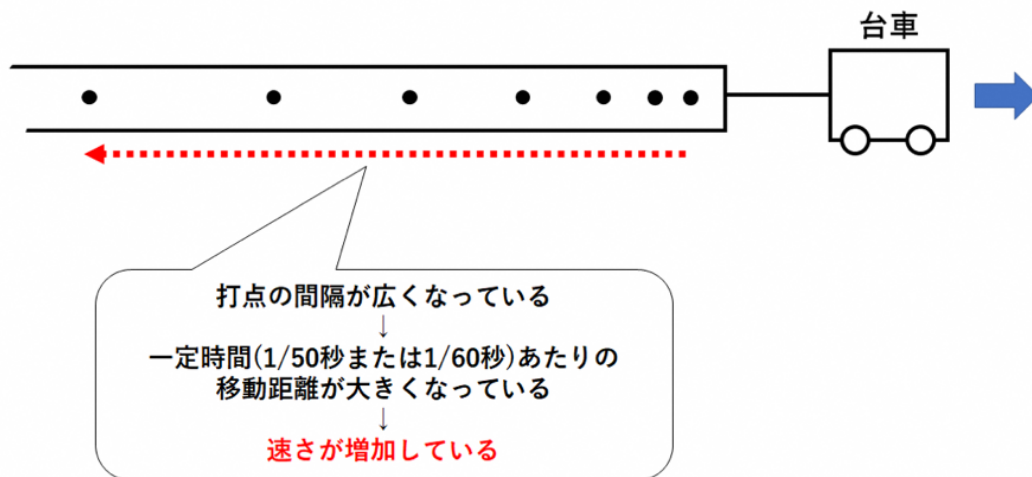 台車
打点の間隔が広くなっている
↓
一定時間(1/50秒または1/60秒)あたりの
移動距離が大きくなっている
↓
速さが増加している